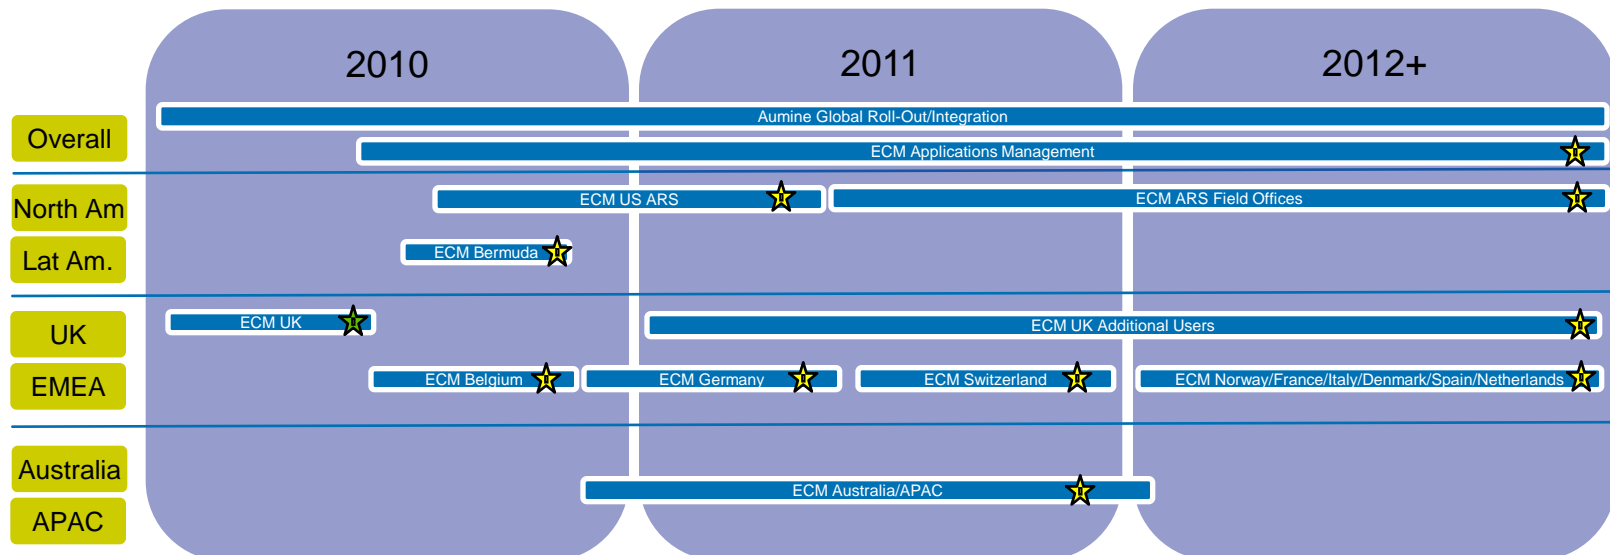 2010
2011
2012+
Overall
Aumine Global Roll-Out/Integration
ECM Applications Management
North Am
ECM US ARS
ECM ARS Field Offices
Lat Am.
ECM Bermuda
UK
ECM UK
ECM UK Additional Users
EMEA
ECM Belgium
ECM Germany
ECM Switzerland
ECM Norway/France/Italy/Denmark/Spain/Netherlands
Australia
ECM Australia/APAC
APAC